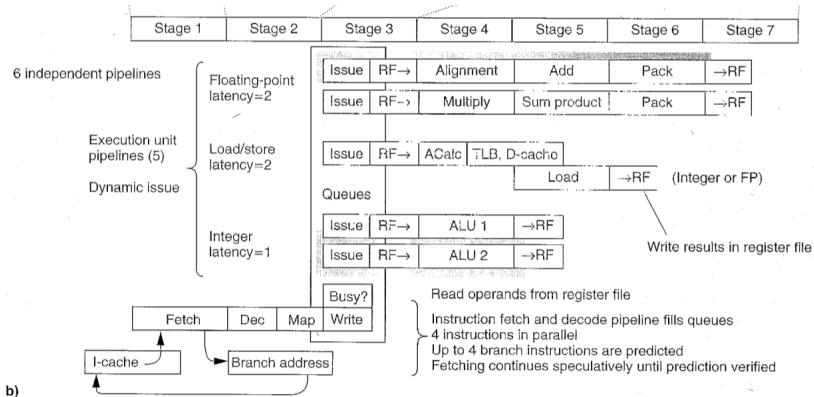 Stage 1 Stage 2 Stage 3 Stage 4 Stage 5 Stage 6 Stage 7
6 independent pipelines
Floating-point
latency=2
Issue RF→ Alignment Add Pack →RF
Issue RF→ Multiply Sum product Pack →RF
Execution unit
pipelines (5)
Dynamic issue
Load/store
latency=2
Issue RF→ ACalc TLB, D-cache
Load →RF (Integer or FP)
Queues
Integer
latency=1
Issue RF→ ALU 1 →RF
Issue RF→ ALU 2 →RF
Write results in register file
Busy?
Read operands from register file
Fetch Dec Map Write
Instruction fetch and decode pipeline fills queues
4 instructions in parallel
Up to 4 branch instructions are predicted
Fetching continues speculatively until prediction verified
I-cache Branch address
b)